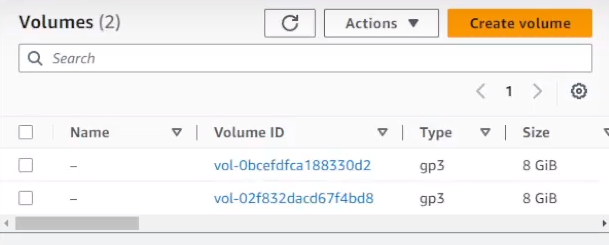 Volumes (2)
Actions
Create volume
Search
1
Name Volume ID Type Size
– vol-0bcefdfca188330d2 gp3 8 GiB
– vol-02f832dacd67f4bd8 gp3 8 GiB